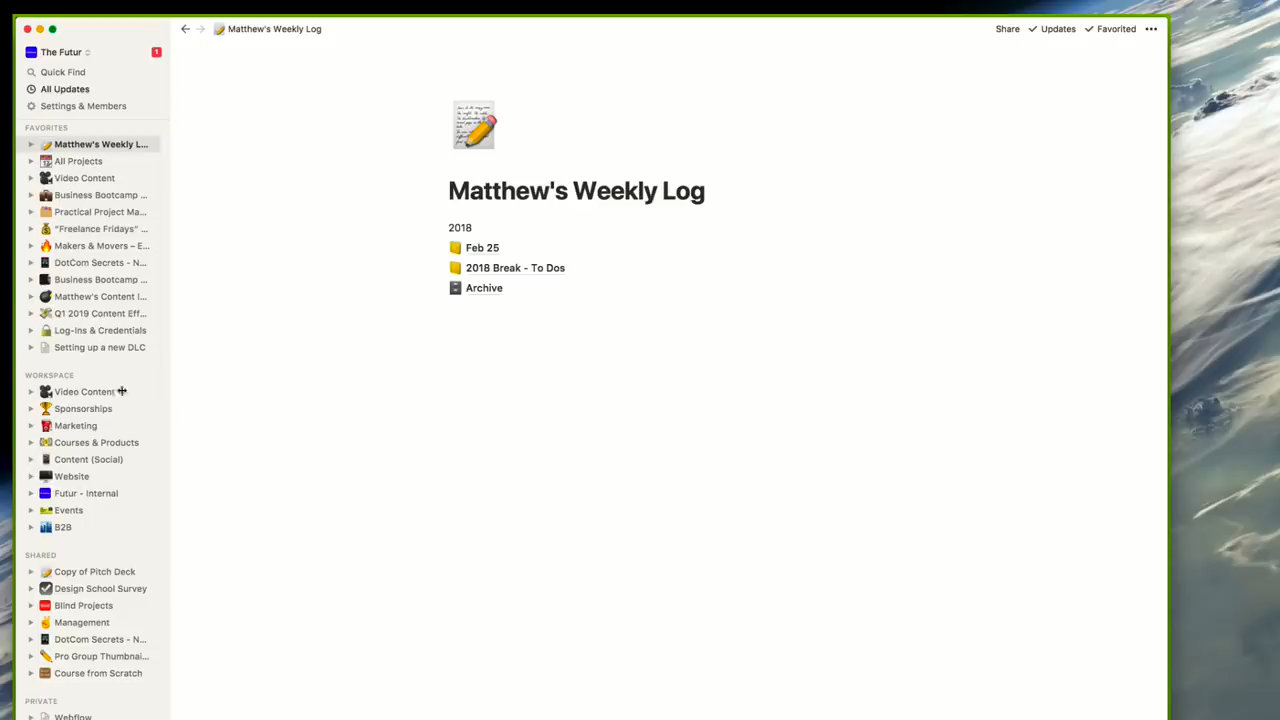 Matthew's Weekly Log
Share
Updates
Favorited
The Futur
1
Quick Find
All Updates
Settings & Members
FAVORITES
Matthew's Weekly L...
All Projects
Video Content
Business Bootcamp ...
Practical Project Ma...
"Freelance Fridays" ...
Makers & Movers – E...
DotCom Secrets - N...
Business Bootcamp ...
Matthew's Content I...
Q1 2019 Content Eff...
Log-Ins & Credentials
Setting up a new DLC
WORKSPACE
Video Content
Sponsorships
Marketing
Courses & Products
Content (Social)
Website
Futur - Internal
Events
B2B
SHARED
Copy of Pitch Deck
Design School Survey
Blind Projects
Management
DotCom Secrets - N...
Pro Group Thumbnai...
Course from Scratch
PRIVATE
Webflow
Matthew's Weekly Log
2018
Feb 25
2018 Break - To Dos
Archive